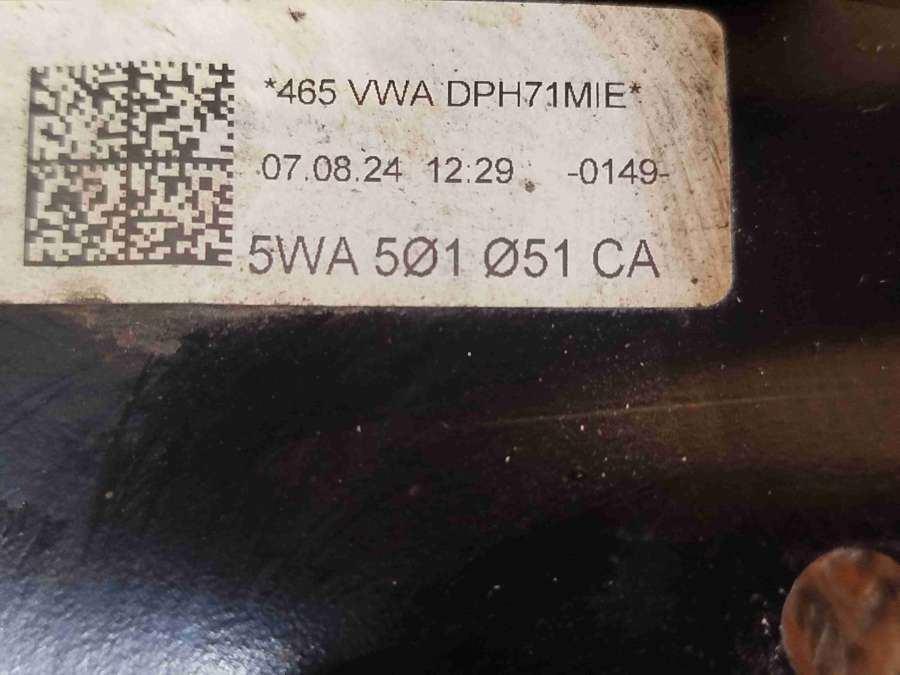 *465 VWA DPH71MIE*
07.08.24 12:29 -0149-
5WA 5Ø1 Ø51 CA